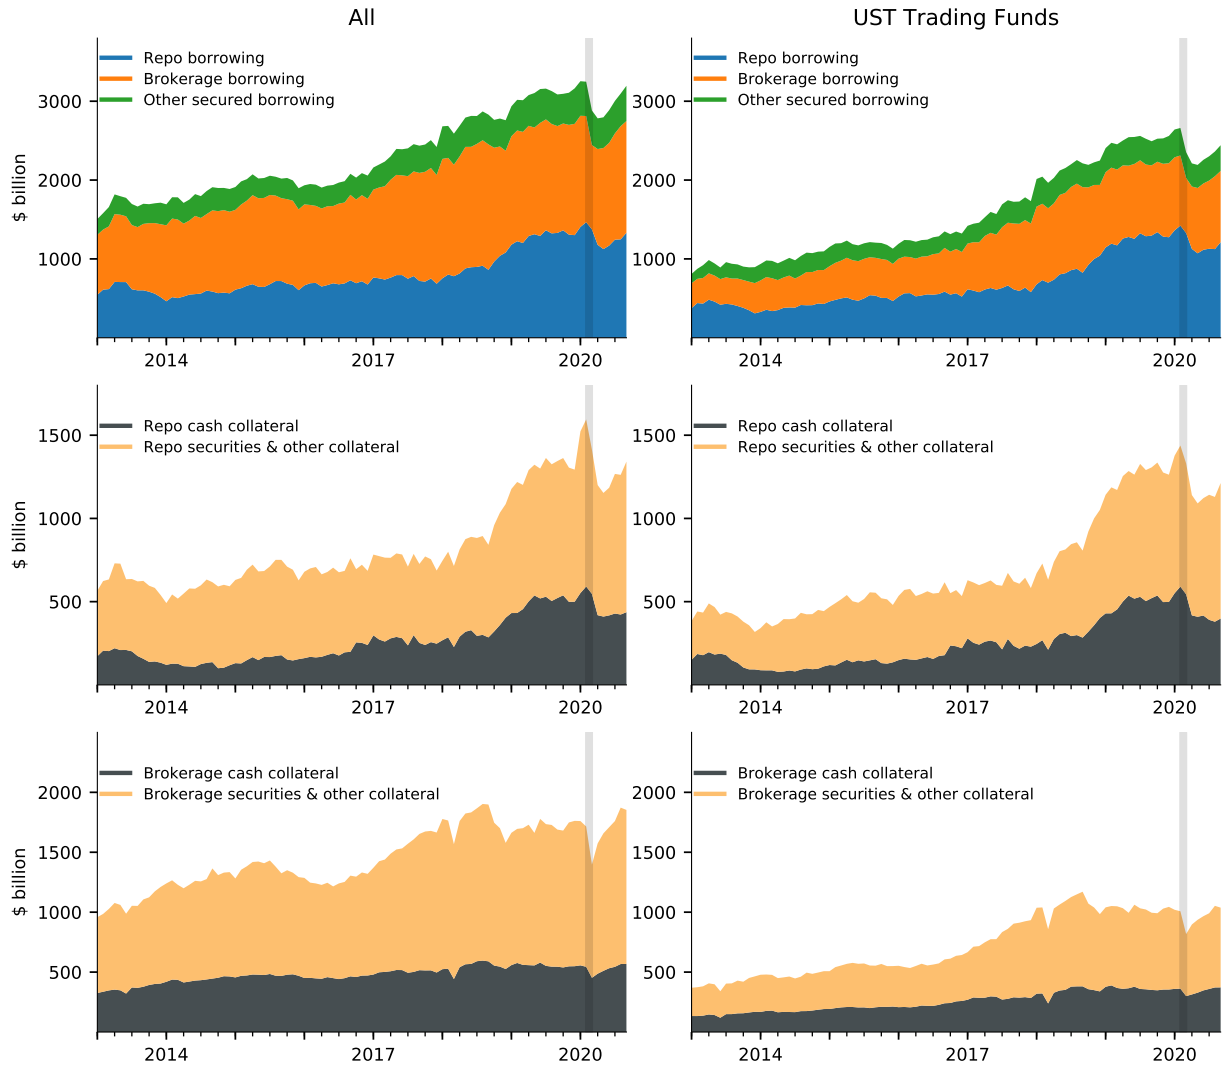 All
$ billion
3000
2000
1000
Repo borrowing
Brokerage borrowing
Other secured borrowing
2014 2017 2020
UST Trading Funds
3000
2000
1000
Repo borrowing
Brokerage borrowing
Other secured borrowing
2014 2017 2020
$ billion
1500
1000
500
Repo cash collateral
Repo securities & other collateral
2014 2017 2020
1500
1000
500
Repo cash collateral
Repo securities & other collateral
2014 2017 2020
$ billion
2000
1500
1000
500
Brokerage cash collateral
Brokerage securities & other collateral
2014 2017 2020
2000
1500
1000
500
Brokerage cash collateral
Brokerage securities & other collateral
2014 2017 2020